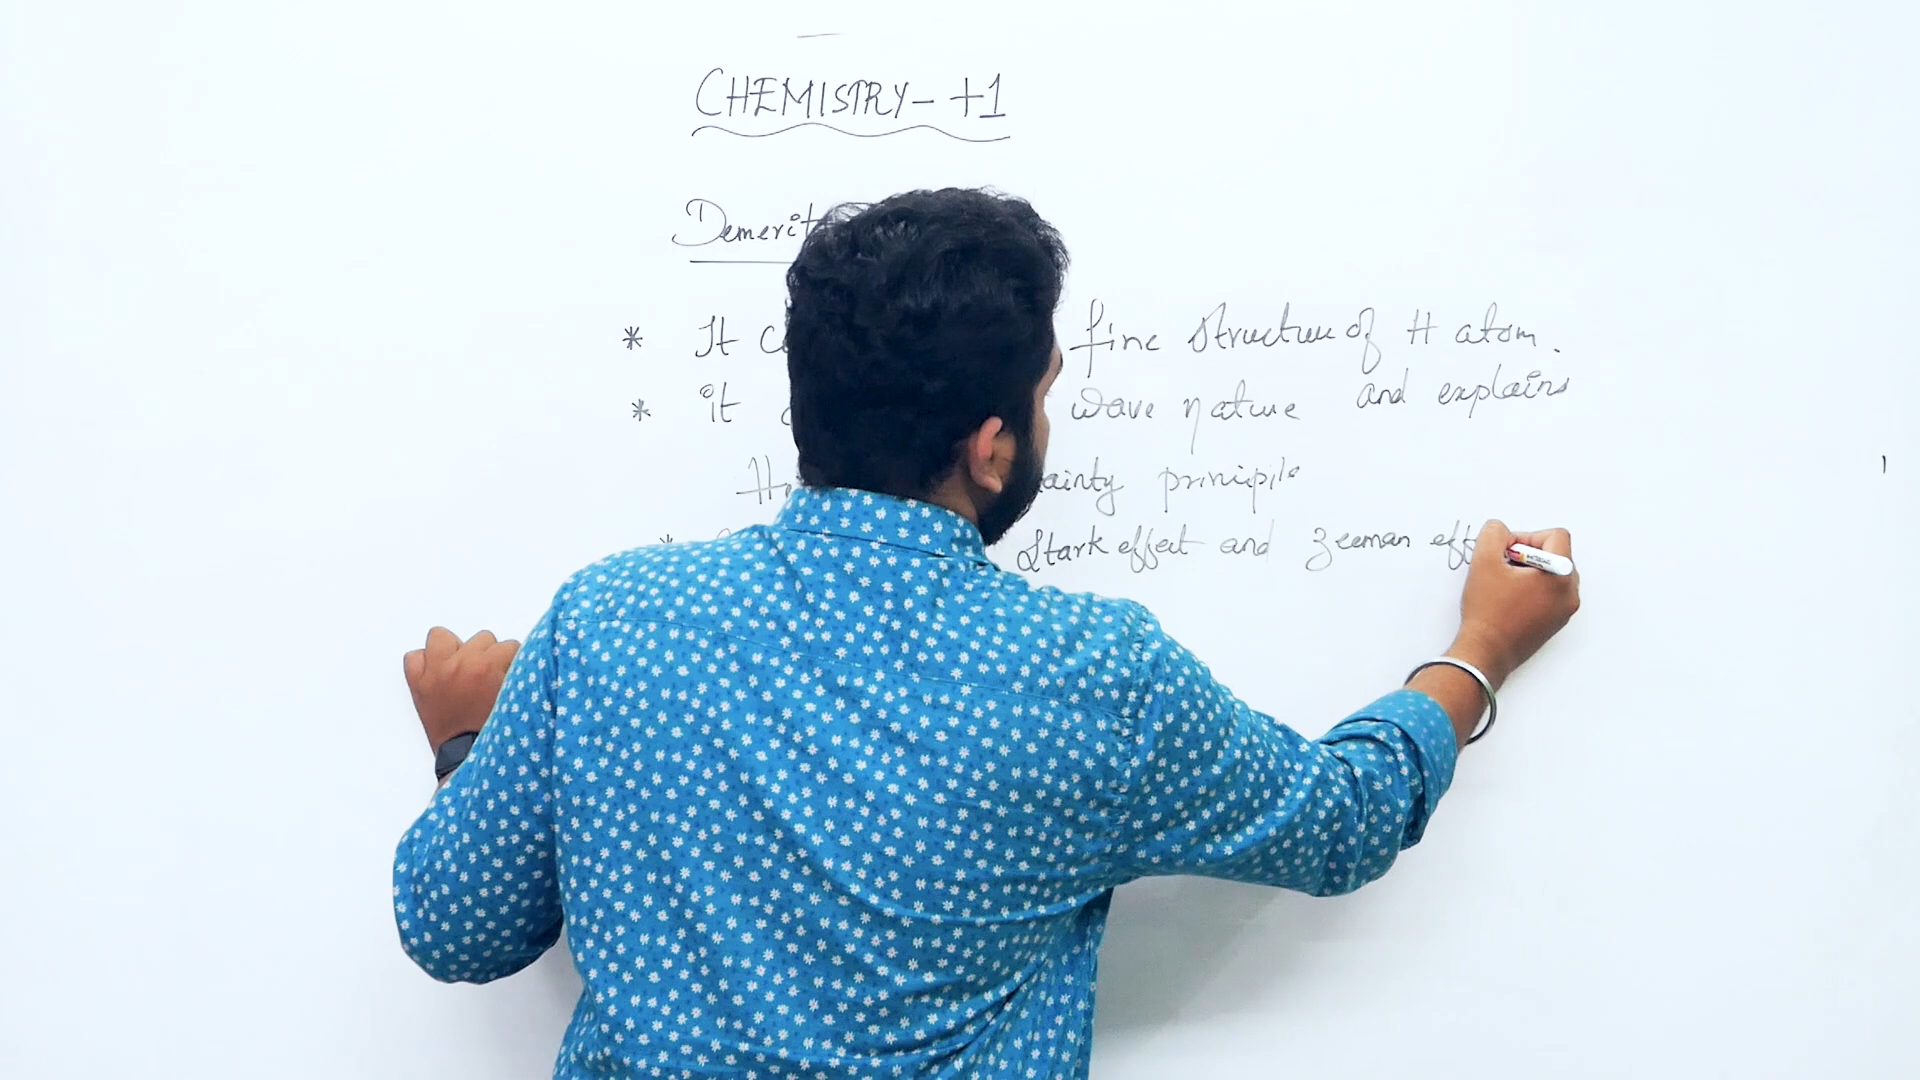 CHEMISTRY- +1
Demerit
* It fine structure of H atom.
* it wave nature and explains
ainty principle
* Stark effect and zeeman eff